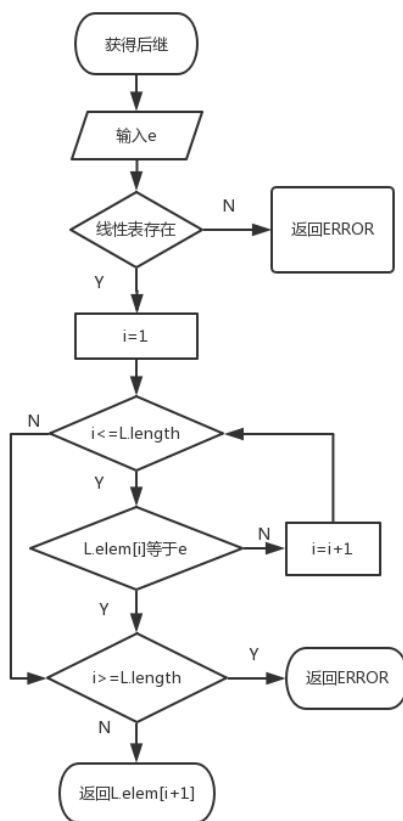 获得后继
输入e
线性表存在
N
返回ERROR
Y
i=1
N
i<=L.length
Y
L.elem[i]等于e
N
i=i+1
Y
i>=L.length
Y
返回ERROR
N
返回L.elem[i+1]